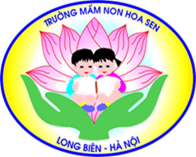 TRƯỜNG MẦM NON HOA SEN
LONG BIÊN - HÀ NỘI